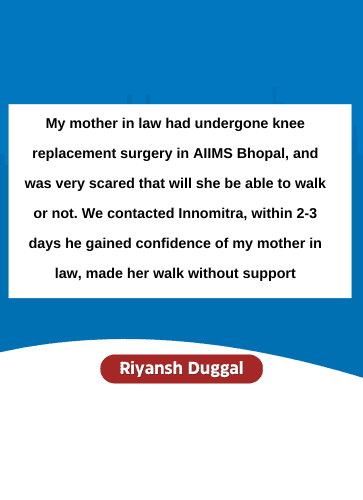 My mother in law had undergone knee
replacement surgery in AIIMS Bhopal, and
was very scared that will she be able to walk
or not. We contacted Innomitra, within 2-3
days he gained confidence of my mother in
law, made her walk without support
Riyansh Duggal